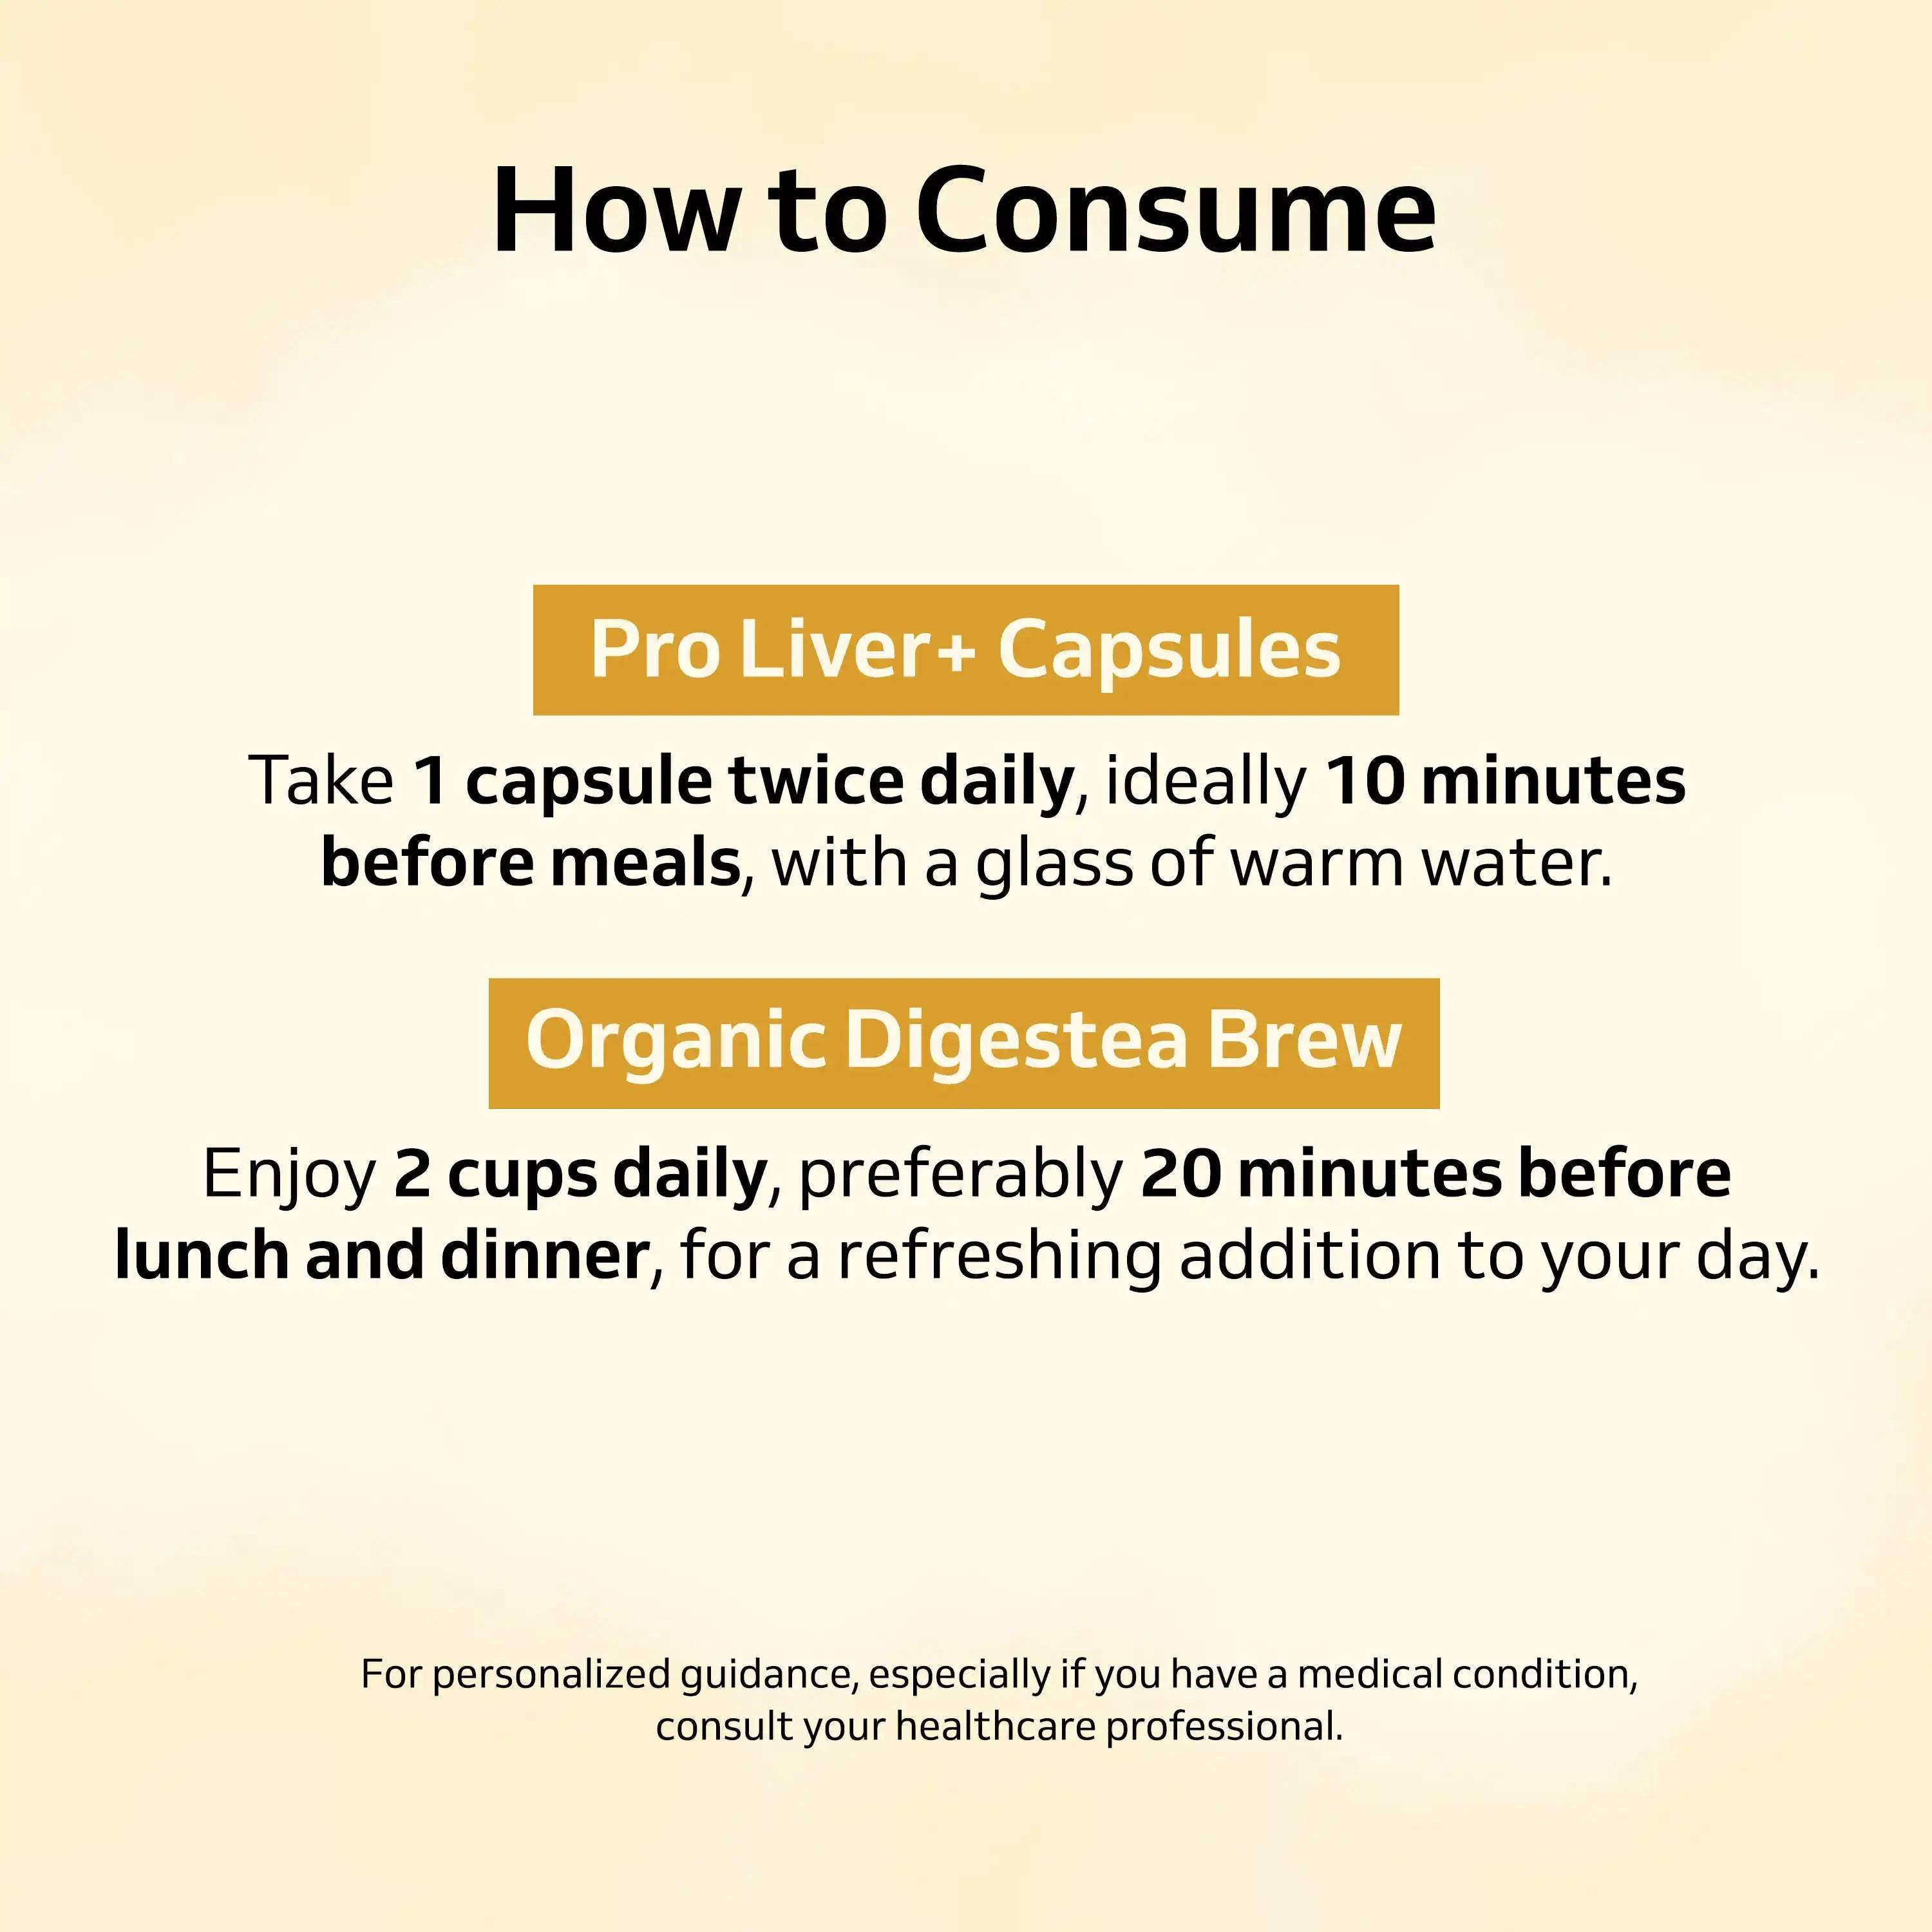 How to Consume
Pro Liver+ Capsules
Take 1 capsule twice daily, ideally 10 minutes
before meals, with a glass of warm water.
Organic Digestea Brew
Enjoy 2 cups daily, preferably 20 minutes before
lunch and dinner, for a refreshing addition to your day.
For personalized guidance, especially if you have a medical condition,
consult your healthcare professional.